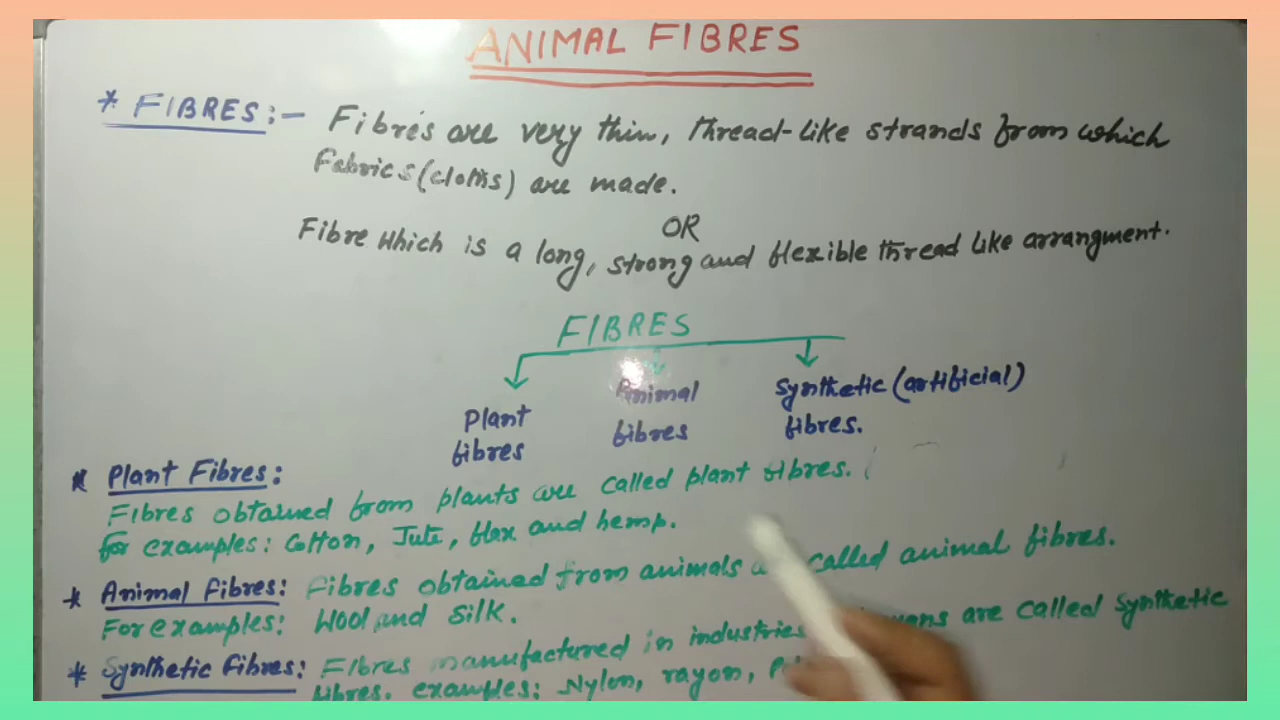 ANIMAL FIBRES
* FIBRES:- Fibres are very thin, thread-like strands from which
Fabrics(cloths) are made.
OR
Fibre which is a long, strong and flexible thread like arrangment.
FIBRES
Plant Animal Synthetic (artificial)
fibres fibres fibres.
* Plant Fibres:
Fibres obtained from plants are called plant fibres.
for examples: Cotton, Jute, flax and hemp.
* Animal Fibres: Fibres obtained from animals called animal fibres.
For examples: Wool and Silk.
* Synthetic Fibres: Fibres manufactured in industries are called Synthetic
fibres. examples: Nylon, rayon,